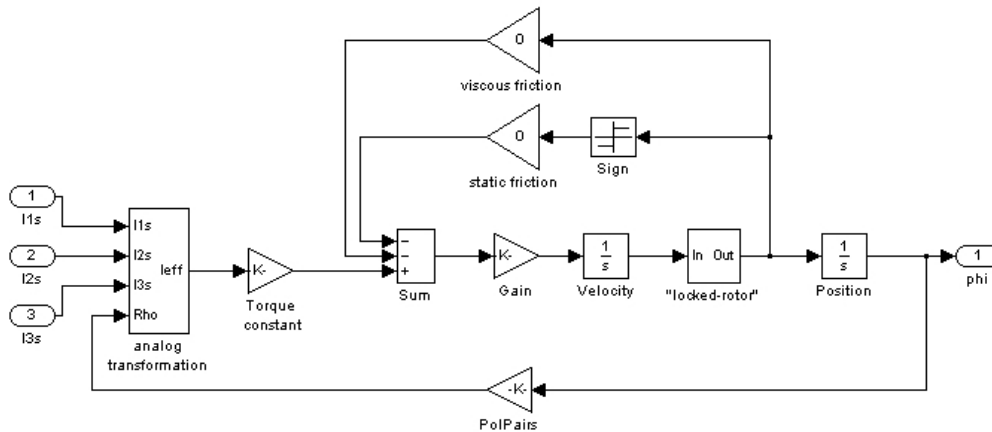 0
viscous friction
0
static friction
Sign
1
I1s
2
I2s
3
I3s
I1s
I2s
I3s
Rho
Ieff
analog
transformation
K-
Torque
constant
−
−
+
Sum
K-
Gain
1
s
Velocity
In Out
"locked-rotor"
1
s
Position
1
phi
-K-
PolPairs